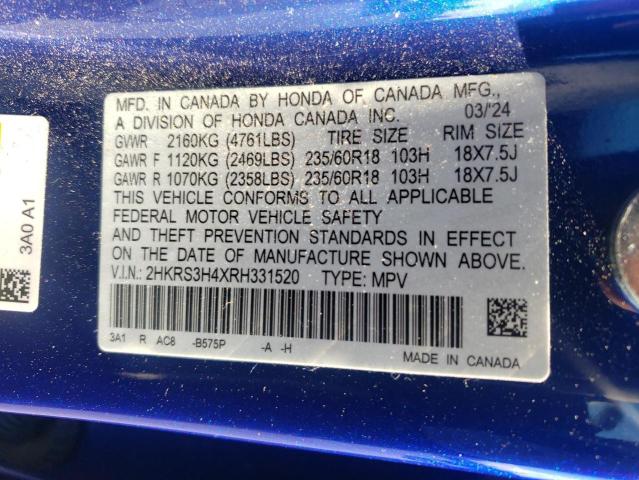 MFD. IN CANADA BY HONDA OF CANADA MFG.,
A DIVISION OF HONDA CANADA INC. 03/24
GVWR 2160KG (4761LBS) TIRE SIZE RIM SIZE
GAWR F 1120KG (2469LBS) 235/60R18 103H 18X7.5J
GAWR R 1070KG (2358LBS) 235/60R18 103H 18X7.5J
THIS VEHICLE CONFORMS TO ALL APPLICABLE
FEDERAL MOTOR VEHICLE SAFETY
AND THEFT PREVENTION STANDARDS IN EFFECT
ON THE DATE OF MANUFACTURE SHOWN ABOVE.
V.I.N.: 2HKRS3H4XRH331520 TYPE: MPV
3A1 R AC8 -B575P -A -H
MADE IN CANADA
3A0 A1